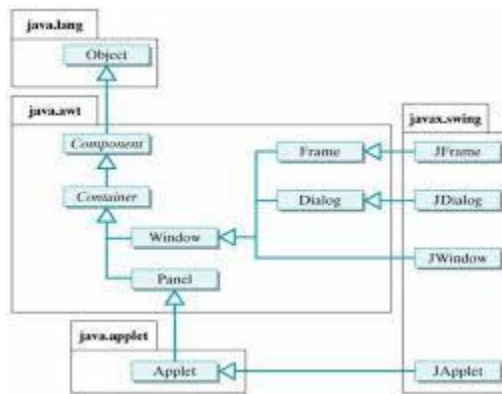 java.lang
Object
java.awt
javax.swing
Component
Frame
JFrame
Container
Dialog
JDialog
Window
JWindow
Panel
java.applet
Applet
JApplet